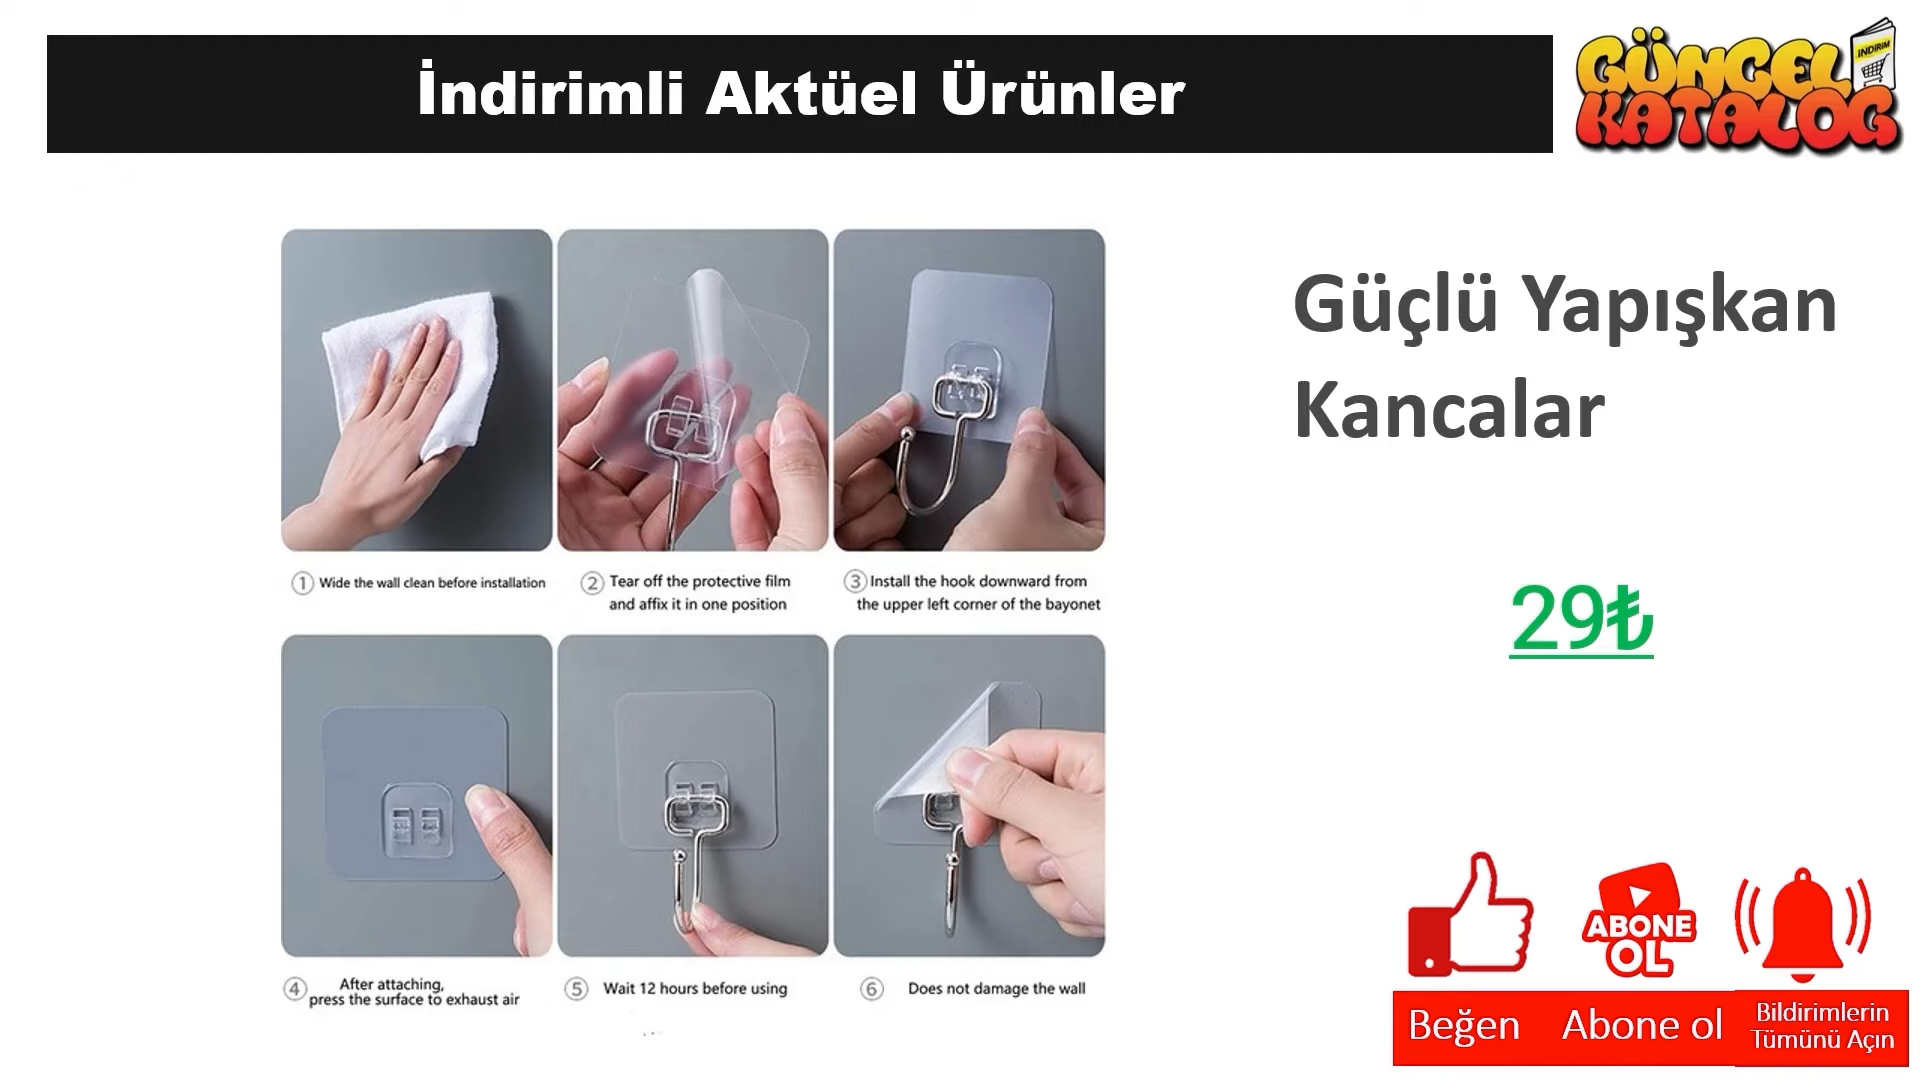 İndirimli Aktüel Ürünler
GÜNCEL
KATALOG
İNDİRİM
Güçlü Yapışkan
Kancalar
29₺
1 Wide the wall clean before installation
2 Tear off the protective film
and affix it in one position
3 Install the hook downward from
the upper left corner of the bayonet
4 After attaching,
press the surface to exhaust air
5 Wait 12 hours before using
6 Does not damage the wall
ABONE
OL
Beğen
Abone ol
Bildirimlerin
Tümünü Açın